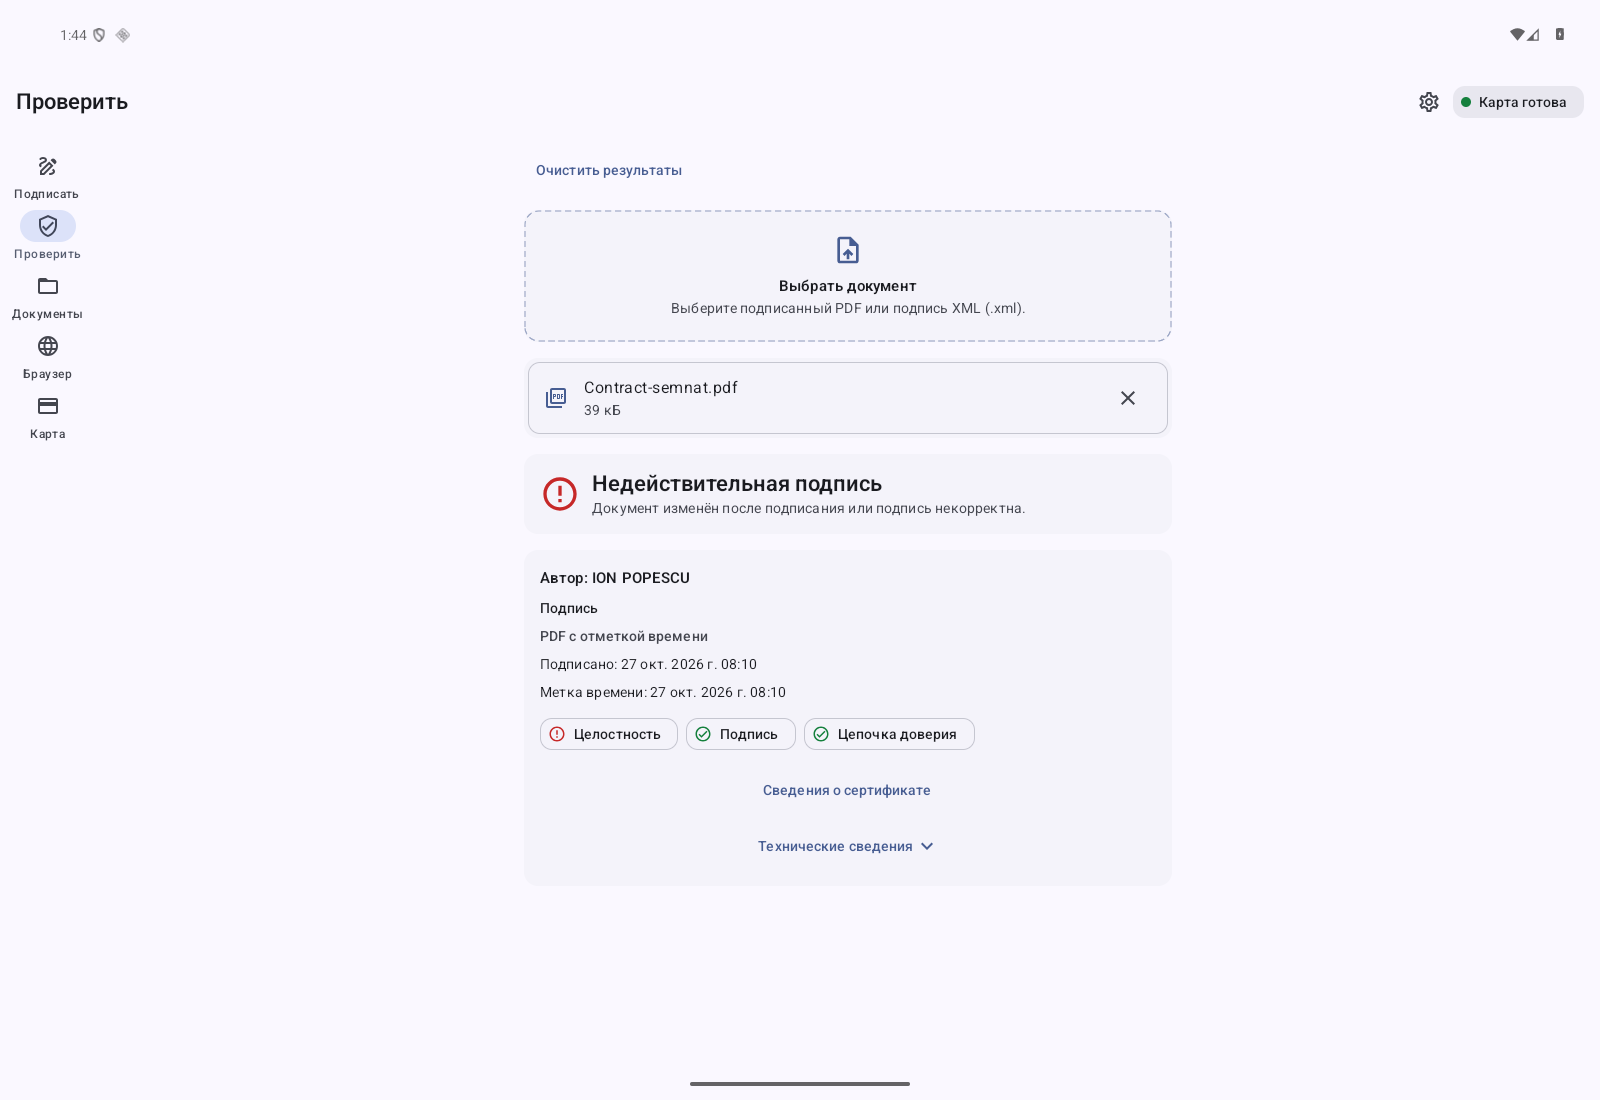 1:44
Проверить
Карта готова
Подписать
Проверить
Документы
Браузер
Карта
Очистить результаты
Выбрать документ
Выберите подписанный PDF или подпись XML (.xml).
PDF
Contract-semnat.pdf
39 кБ
Недействительная подпись
Документ изменён после подписания или подпись некорректна.
Автор: ION POPESCU
Подпись
PDF с отметкой времени
Подписано: 27 окт. 2026 г. 08:10
Метка времени: 27 окт. 2026 г. 08:10
Целостность
Подпись
Цепочка доверия
Сведения о сертификате
Технические сведения